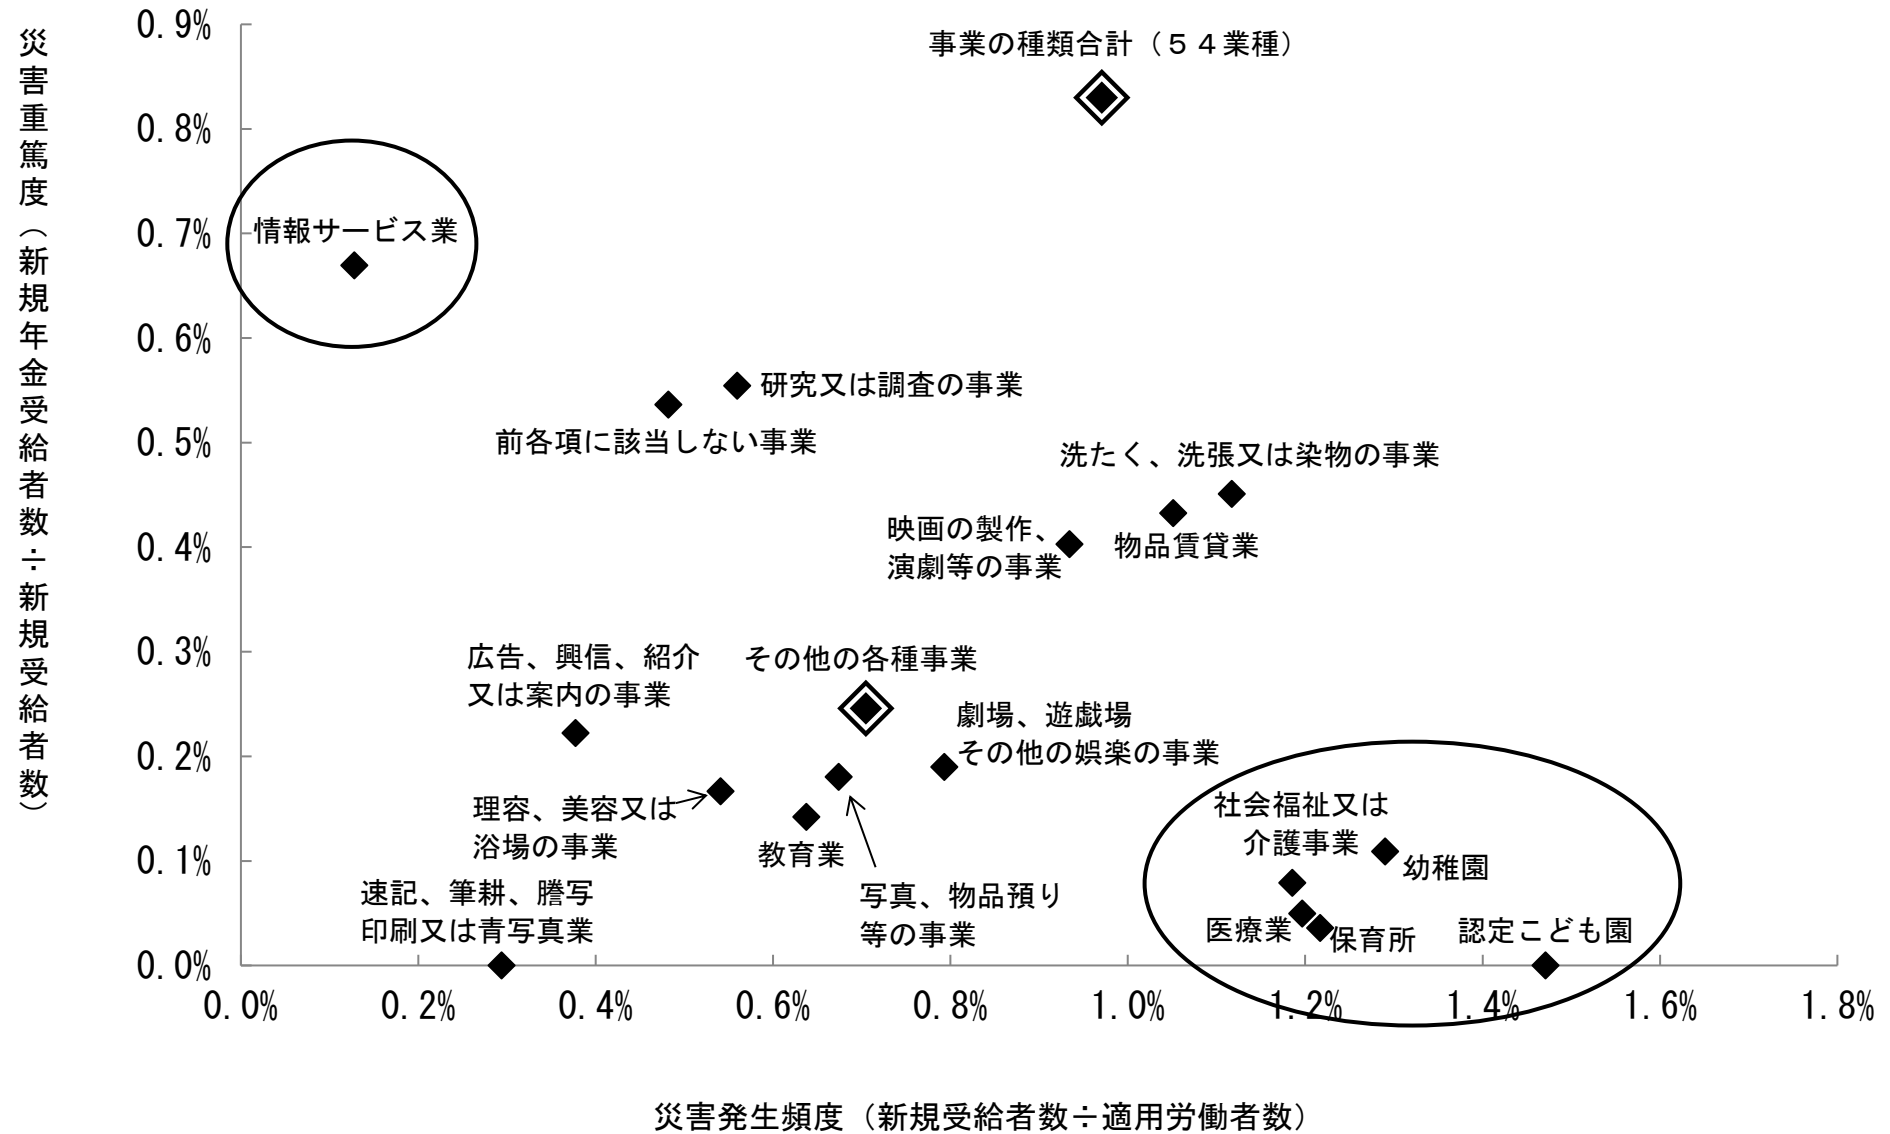 災害重篤度（新規年金受給者数÷新規受給者数）
0.9%
0.8%
0.7%
0.6%
0.5%
0.4%
0.3%
0.2%
0.1%
0.0%
事業の種類合計（５４業種）
情報サービス業
研究又は調査の事業
前各項に該当しない事業
洗たく、洗張又は染物の事業
映画の製作、
演劇等の事業
物品賃貸業
広告、興信、紹介
又は案内の事業
その他の各種事業
劇場、遊戯場
その他の娯楽の事業
理容、美容又は
浴場の事業
教育業
写真、物品預り
等の事業
速記、筆耕、謄写
印刷又は青写真業
社会福祉又は
介護事業
幼稚園
医療業
保育所
認定こども園
0.0%
0.2%
0.4%
0.6%
0.8%
1.0%
1.2%
1.4%
1.6%
1.8%
災害発生頻度（新規受給者数÷適用労働者数）